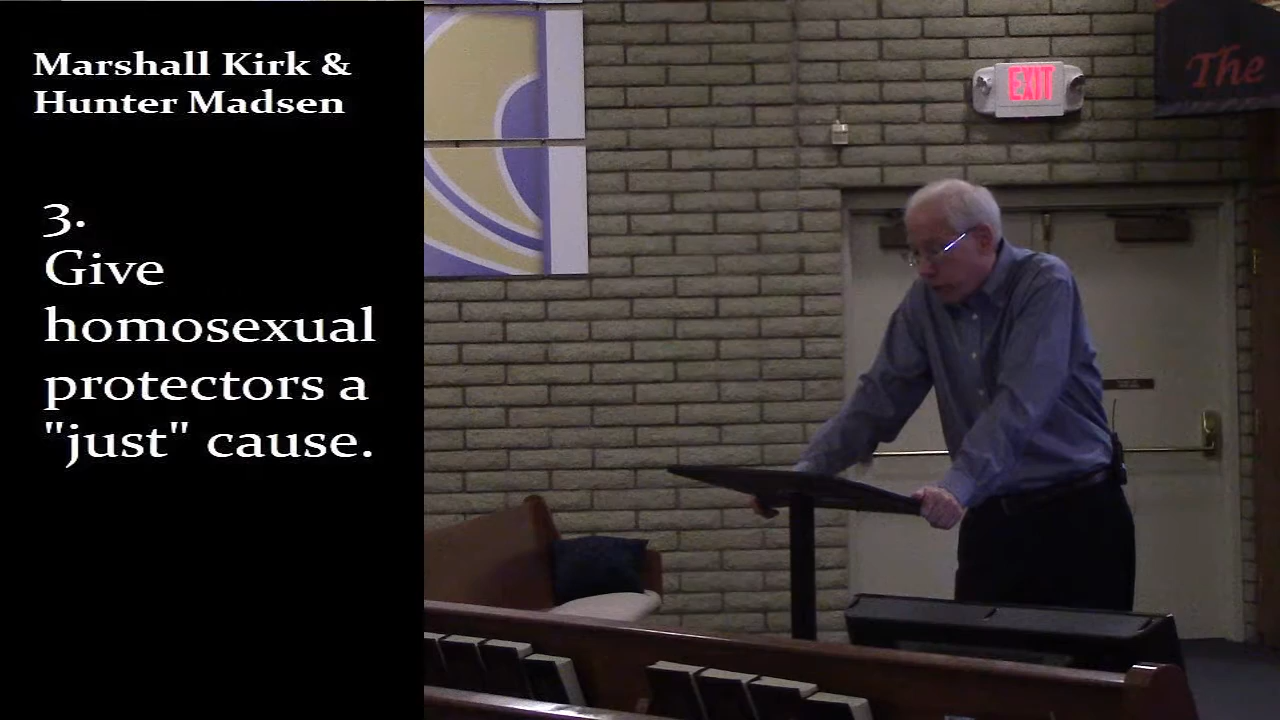 Marshall Kirk &
Hunter Madsen
3.
Give
homosexual
protectors a
"just" cause.
EXIT
The